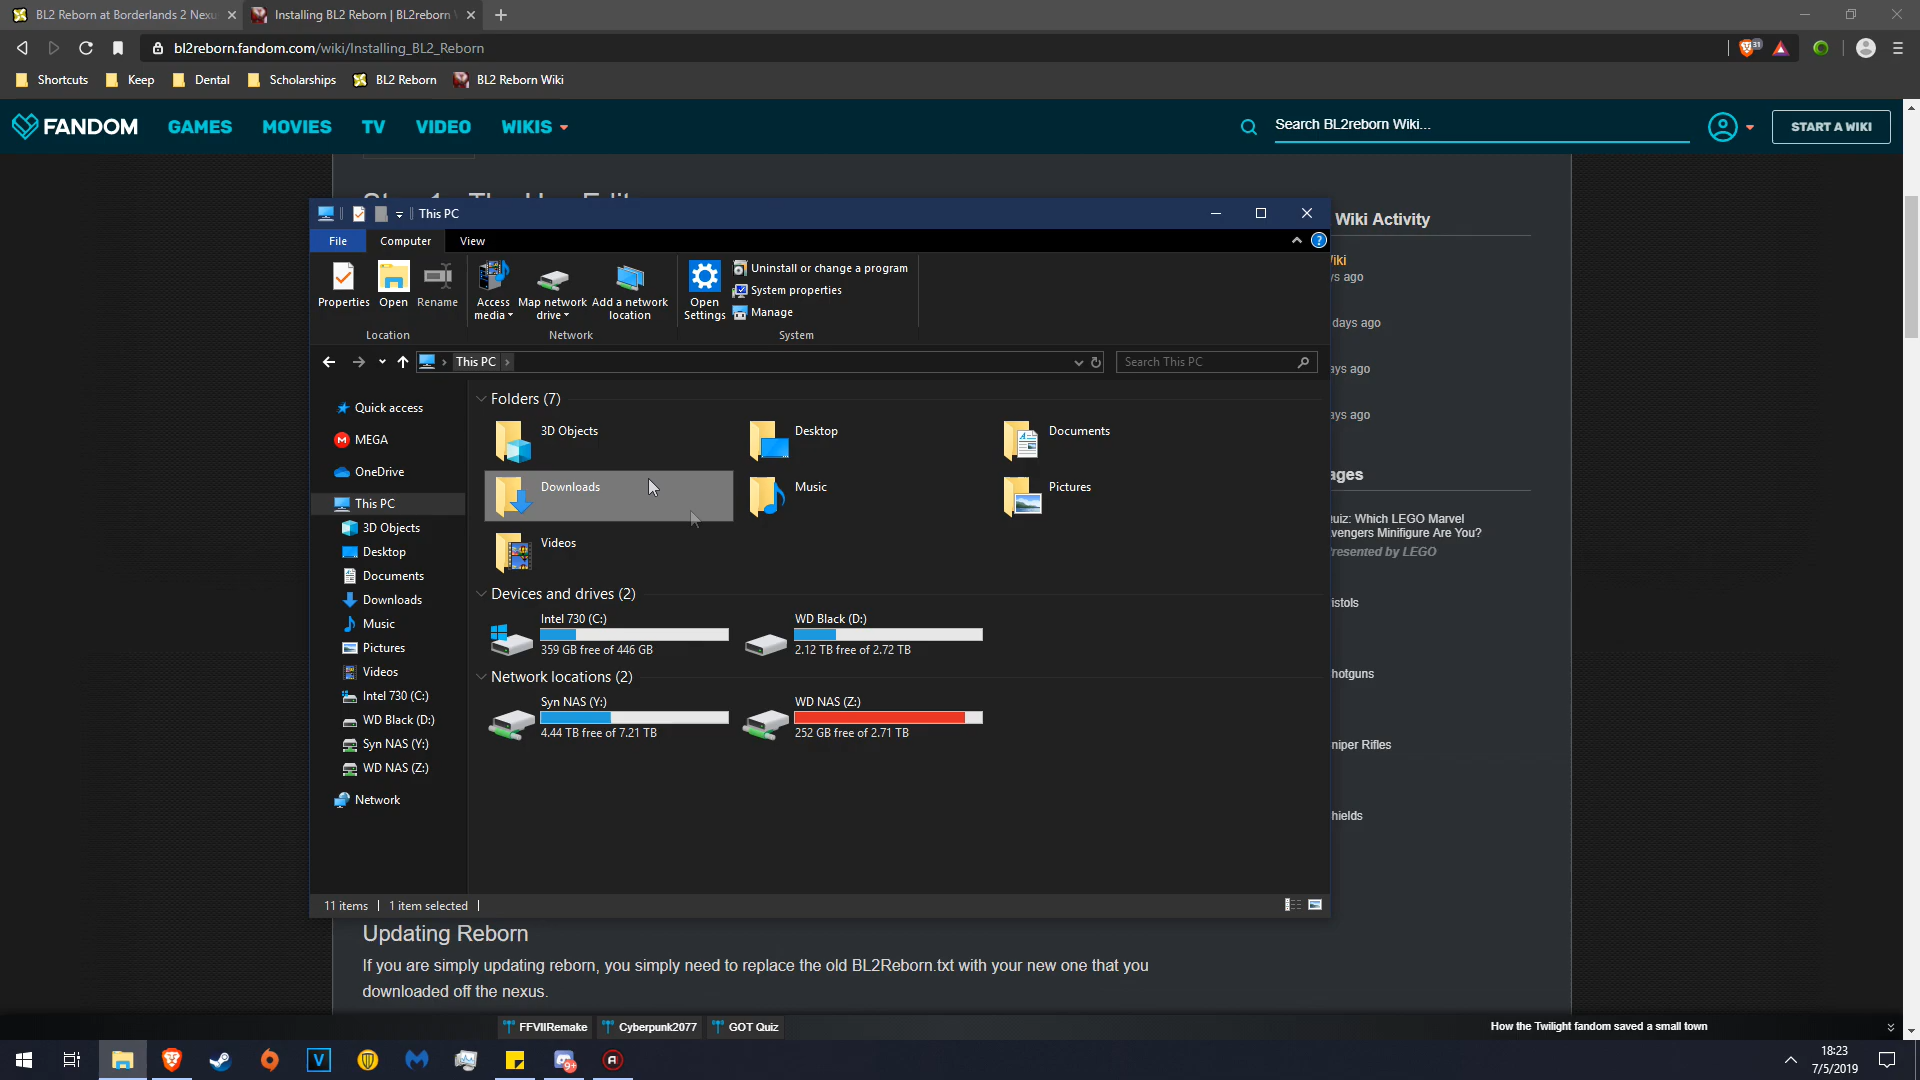 BL2 Reborn at Borderlands 2 Nexu
Installing BL2 Reborn | BL2reborn
bl2reborn.fandom.com/wiki/Installing_BL2_Reborn
31
Shortcuts
Keep
Dental
Scholarships
BL2 Reborn
BL2 Reborn Wiki
FANDOM
GAMES
MOVIES
TV
VIDEO
WIKIS
Search BL2reborn Wiki...
START A WIKI
This PC
File
Computer
View
Properties
Open
Rename
Location
Access media
Map network drive
Add a network location
Network
Open Settings
Uninstall or change a program
System properties
Manage
System
This PC
Search This PC
Quick access
MEGA
OneDrive
This PC
3D Objects
Desktop
Documents
Downloads
Music
Pictures
Videos
Intel 730 (C:)
WD Black (D:)
Syn NAS (Y:)
WD NAS (Z:)
Network
Folders (7)
3D Objects
Desktop
Documents
Downloads
Music
Pictures
Videos
Devices and drives (2)
Intel 730 (C:)
359 GB free of 446 GB
WD Black (D:)
2.12 TB free of 2.72 TB
Network locations (2)
Syn NAS (Y:)
4.44 TB free of 7.21 TB
WD NAS (Z:)
252 GB free of 2.71 TB
11 items
1 item selected
Wiki Activity
iki
ys ago
days ago
ays ago
ys ago
ages
uiz: Which LEGO Marvel
vengers Minifigure Are You?
resented by LEGO
istols
hotguns
niper Rifles
hields
Updating Reborn
If you are simply updating reborn, you simply need to replace the old BL2Reborn.txt with your new one that you
downloaded off the nexus.
FFVIIRemake
Cyberpunk2077
GOT Quiz
How the Twilight fandom saved a small town
9+
18:23
7/5/2019